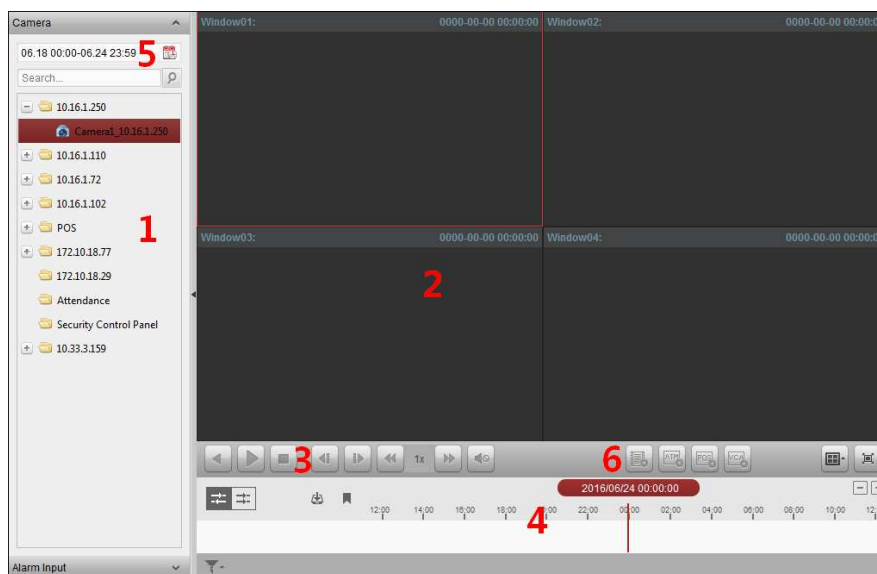 Camera
06.18 00:00-06.24 23:59
5
Search...
10.16.1.250
Camera1_10.16.1.250
10.16.1.110
10.16.1.72
10.16.1.102
POS
1
172.10.18.77
172.10.18.29
Attendance
Security Control Panel
10.33.3.159
Alarm Input
Window01: 0000-00-00 00:00:00
Window02: 0000-00-00 00:00:0
Window03: 0000-00-00 00:00:00
Window04: 0000-00-00 00:00:0
2
3
1x
6
ATM
POS
VCA
2016/06/24 00:00:00
12:00 14:00 16:00 18:00 :00 22:00 00:00 02:00 04:00 06:00 08:00 10:00 12:
4